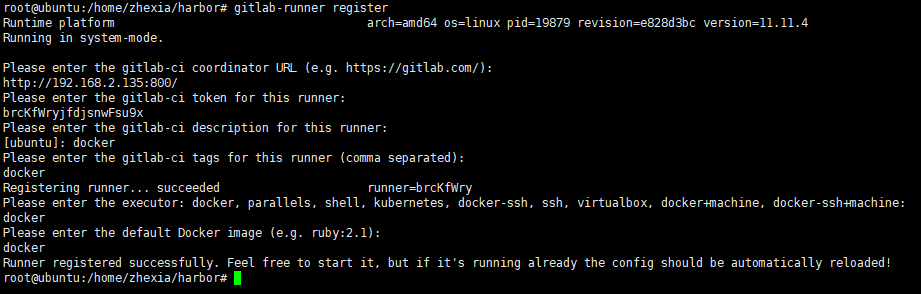 root@ubuntu:/home/zhexia/harbor# gitlab-runner register
Runtime platform                                    arch=amd64 os=linux pid=19879 revision=e828d3bc version=11.11.4
Running in system-mode.

Please enter the gitlab-ci coordinator URL (e.g. https://gitlab.com/):
http://192.168.2.135:800/
Please enter the gitlab-ci token for this runner:
brcKfWryjfdjsnwFsu9x
Please enter the gitlab-ci description for this runner:
[ubuntu]: docker
Please enter the gitlab-ci tags for this runner (comma separated):
docker
Registering runner... succeeded                     runner=brcKfWry
Please enter the executor: docker, parallels, shell, kubernetes, docker-ssh, ssh, virtualbox, docker+machine, docker-ssh+machine:
docker
Please enter the default Docker image (e.g. ruby:2.1):
docker
Runner registered successfully. Feel free to start it, but if it's running already the config should be automatically reloaded!
root@ubuntu:/home/zhexia/harbor#